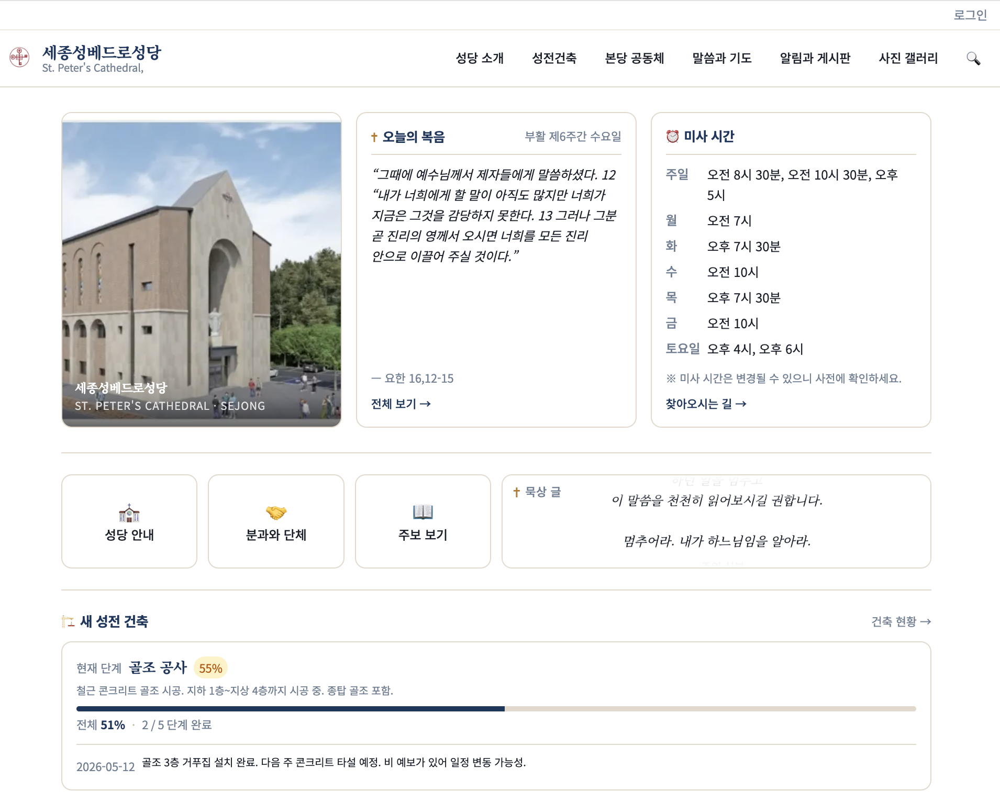 로그인
세종성베드로성당
St. Peter's Cathedral,
성당 소개
성전건축
본당 공동체
말씀과 기도
알림과 게시판
사진 갤러리
세종성베드로성당
ST. PETER'S CATHEDRAL · SEJONG
✝ 오늘의 복음
부활 제6주간 수요일
“그때에 예수님께서 제자들에게 말씀하셨다. 12
“내가 너희에게 할 말이 아직도 많지만 너희가
지금은 그것을 감당하지 못한다. 13 그러나 그분
곧 진리의 영께서 오시면 너희를 모든 진리
안으로 이끌어 주실 것이다.”
— 요한 16,12-15
전체 보기 →
⏰ 미사 시간
주일 오전 8시 30분, 오전 10시 30분, 오후
5시
월 오전 7시
화 오후 7시 30분
수 오전 10시
목 오후 7시 30분
금 오전 10시
토요일 오후 4시, 오후 6시
※ 미사 시간은 변경될 수 있으니 사전에 확인하세요.
찾아오시는 길 →
성당 안내
분과와 단체
주보 보기
✝ 묵상 글
하던 일을 멈추고
이 말씀을 천천히 읽어보시길 권합니다.
멈추어라. 내가 하느님임을 알아라.
새 성전 건축
건축 현황 →
현재 단계 골조 공사 55%
철근 콘크리트 골조 시공. 지하 1층~지상 4층까지 시공 중. 종탑 골조 포함.
전체 51% · 2 / 5 단계 완료
2026-05-12 골조 3층 거푸집 설치 완료. 다음 주 콘크리트 타설 예정. 비 예보가 있어 일정 변동 가능성.